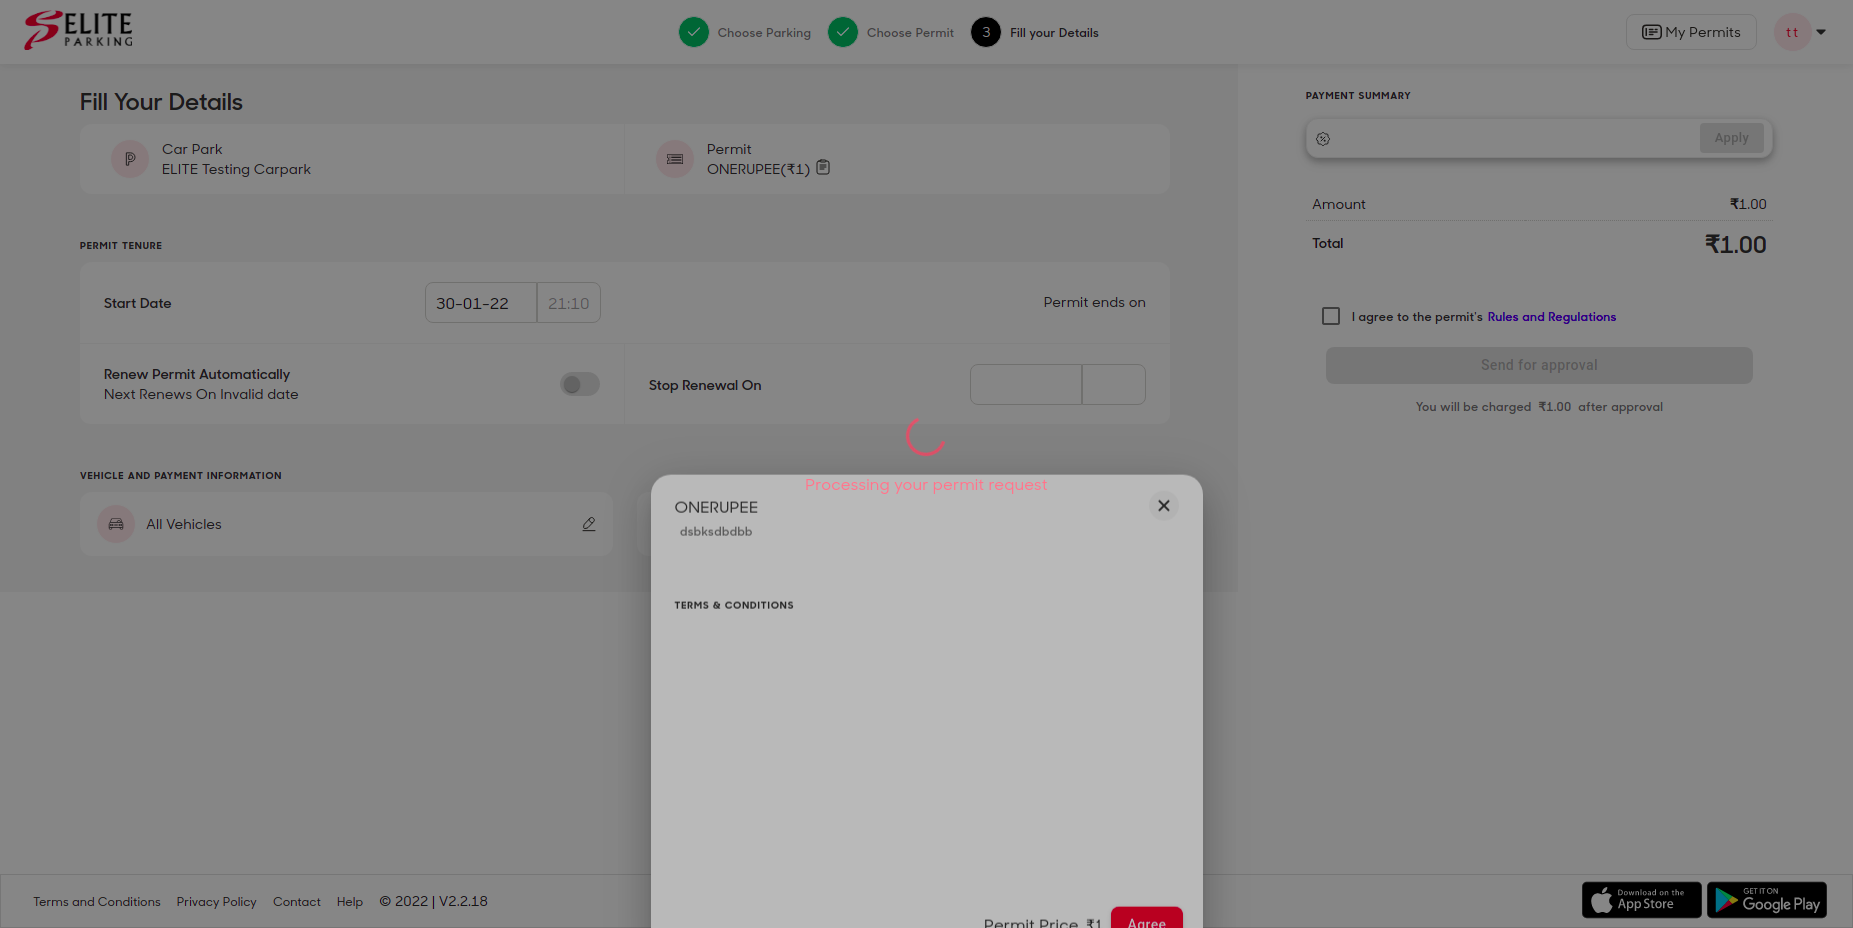 ELITE
PARKING
Choose Parking
Choose Permit
3
Fill your Details
My Permits
tt
Fill Your Details
Car Park
ELITE Testing Carpark
Permit
ONERUPEE(₹1)
PERMIT TENURE
Start Date
30-01-22
21:10
Permit ends on
Renew Permit Automatically
Next Renews On Invalid date
Stop Renewal On
VEHICLE AND PAYMENT INFORMATION
All Vehicles
PAYMENT SUMMARY
Apply
Amount
₹1.00
Total
₹1.00
I agree to the permit's Rules and Regulations
Send for approval
You will be charged ₹1.00 after approval
Processing your permit request
ONERUPEE
dsbksdbdbb
TERMS & CONDITIONS
Permit Price ₹1
Agree
Terms and Conditions
Privacy Policy
Contact
Help
© 2022 | V2.2.18
Download on the
App Store
GET IT ON
Google Play